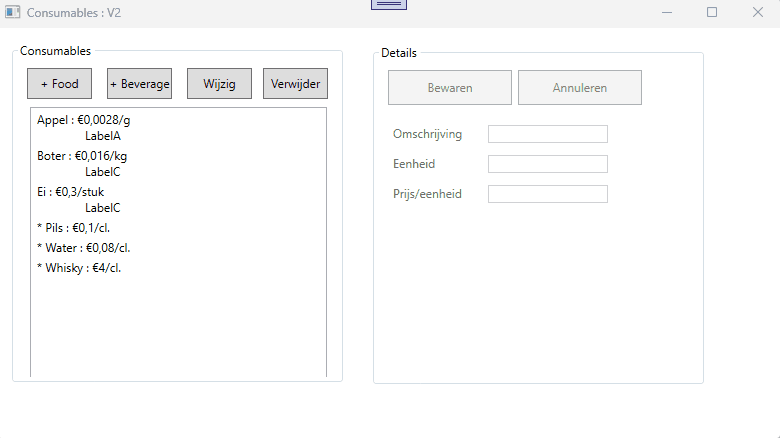 Consumables : V2
Consumables
+ Food
+ Beverage
Wijzig
Verwijder
Appel : €0,0028/g
LabelA
Boter : €0,016/kg
LabelC
Ei : €0,3/stuk
LabelC
* Pils : €0,1/cl.
* Water : €0,08/cl.
* Whisky : €4/cl.
Details
Bewaren
Annuleren
Omschrijving
Eenheid
Prijs/eenheid